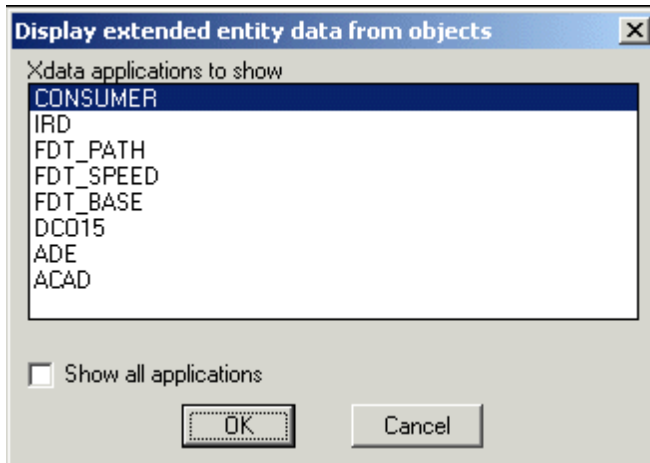 Display extended entity data from objects
Xdata applications to show
CONSUMER
IRD
FDT_PATH
FDT_SPEED
FDT_BASE
DCO15
ADE
ACAD
Show all applications
OK
Cancel